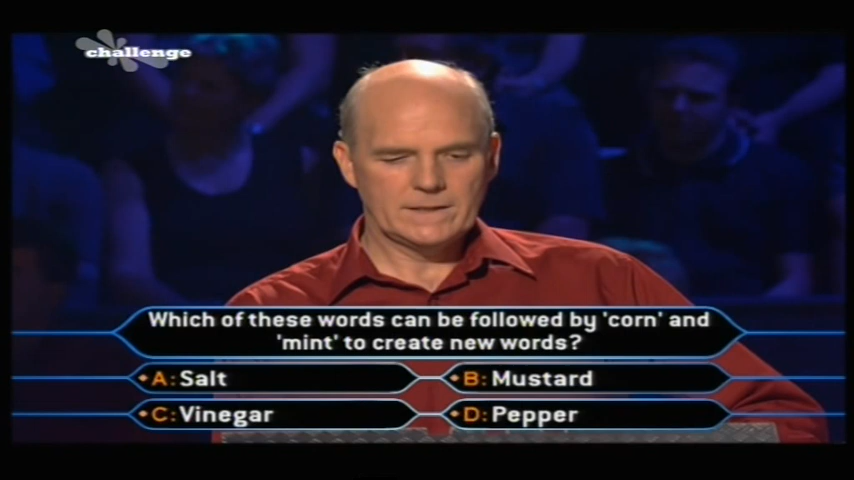 challenge
Which of these words can be followed by 'corn' and
'mint' to create new words?
A: Salt
B: Mustard
C: Vinegar
D: Pepper